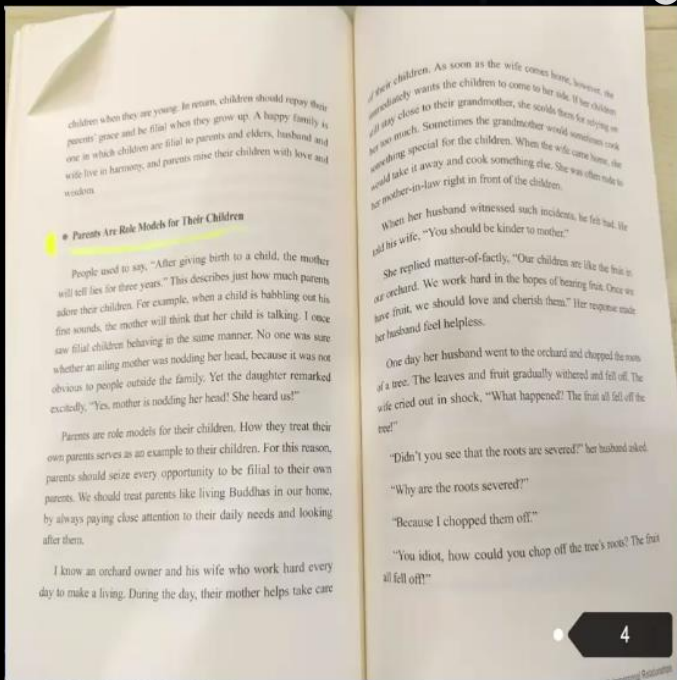 children when they are young. In return, children should repay their
parents' grace and be filial when they grow up. A happy family is
one in which children are filial to parents and elders, husband and
wife live in harmony, and parents raise their children with love and
wisdom.
• Parents Are Role Models for Their Children
People used to say, "After giving birth to a child, the mother
will tell lies for three years." This describes just how much parents
adore their children. For example, when a child is babbling out his
fine sounds, the mother will think that her child is talking. I once
saw filial children behaving in the same manner. No one was sure
whether an ailing mother was nodding her head, because it was not
obvious to people outside the family. Yet the daughter remarked
excitedly, "Yes, mother is nodding her head! She heard us!"
Parents are role models for their children. How they treat their
own parents serves as an example to their children. For this reason,
parents should seize every opportunity to be filial to their own
parents. We should treat parents like living Buddhas in our home,
by always paying close attention to their daily needs and looking
after them.
I know an orchard owner and his wife who work hard every
day to make a living. During the day, their mother helps take care
of their children. As soon as the wife comes home, however, she
immediately wants the children to come to her side. If her children
still stay close to their grandmother, she scolds them for relying on
her too much. Sometimes the grandmother would sometimes cook
something special for the children. When the wife came home, she
would take it away and cook something else. She was often rude to
her mother-in-law right in front of the children.
When her husband witnessed such incidents, he felt bad. He
told his wife, "You should be kinder to mother."
She replied matter-of-factly, "Our children are like the fruit in
our orchard. We work hard in the hopes of bearing fruit. Once we
have fruit, we should love and cherish them." Her response made
her husband feel helpless.
One day her husband went to the orchard and chopped the roots
of a tree. The leaves and fruit gradually withered and fell off. The
wife cried out in shock, "What happened? The fruit all fell off the
tree!"
"Didn't you see that the roots are severed?" her husband asked.
"Why are the roots severed?"
"Because I chopped them off."
"You idiot, how could you chop off the tree's roots? The fruit
all fell off!"
4
Relationships